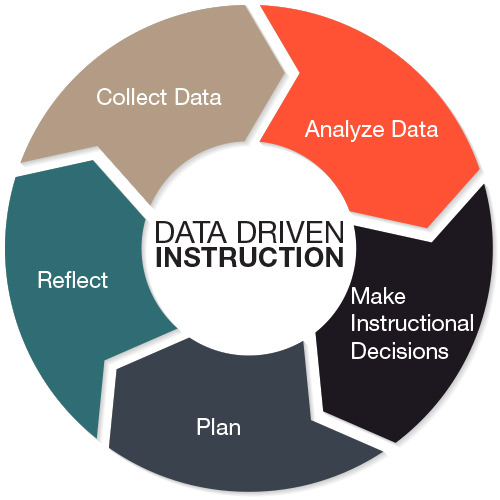 Collect Data
Analyze Data
DATA DRIVEN
INSTRUCTION
Make
Instructional
Decisions
Plan
Reflect